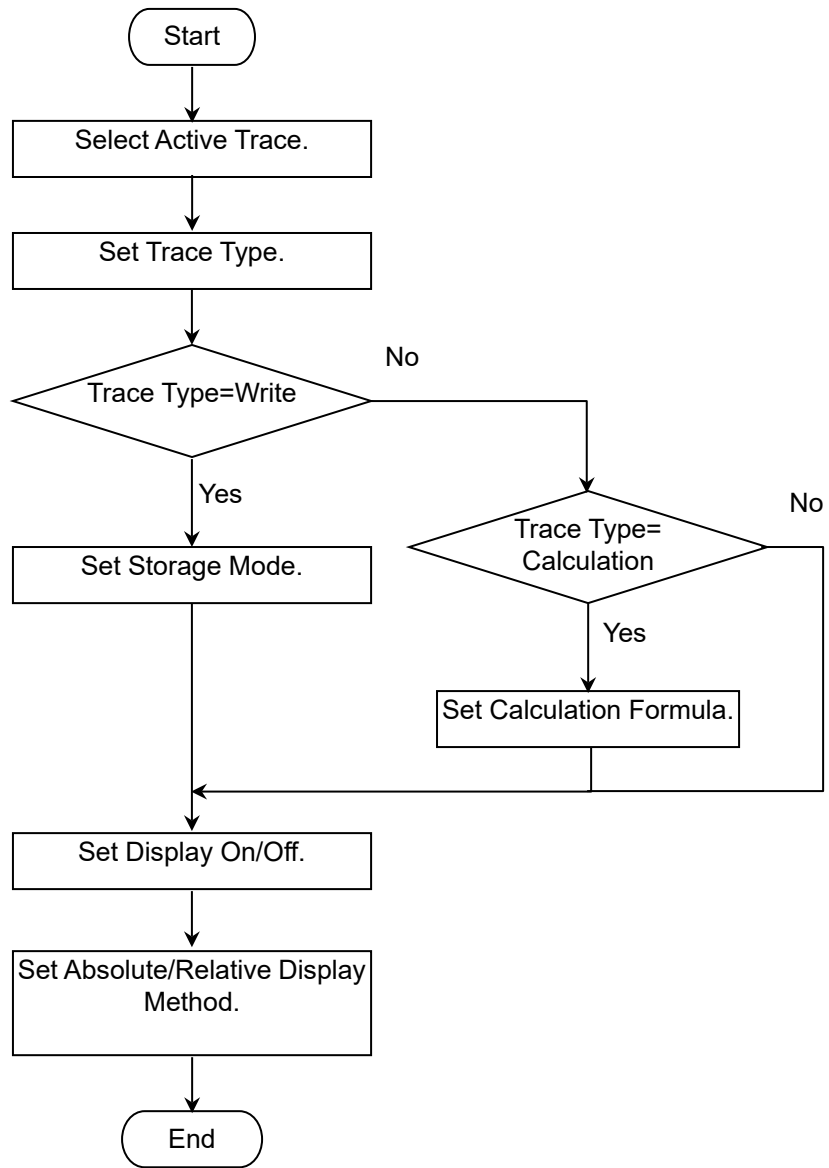 Start
Select Active Trace.
Set Trace Type.
No
Trace Type=Write
Yes
No
Trace Type=
Calculation
Set Storage Mode.
Yes
Set Calculation Formula.
Set Display On/Off.
Set Absolute/Relative Display
Method.
End